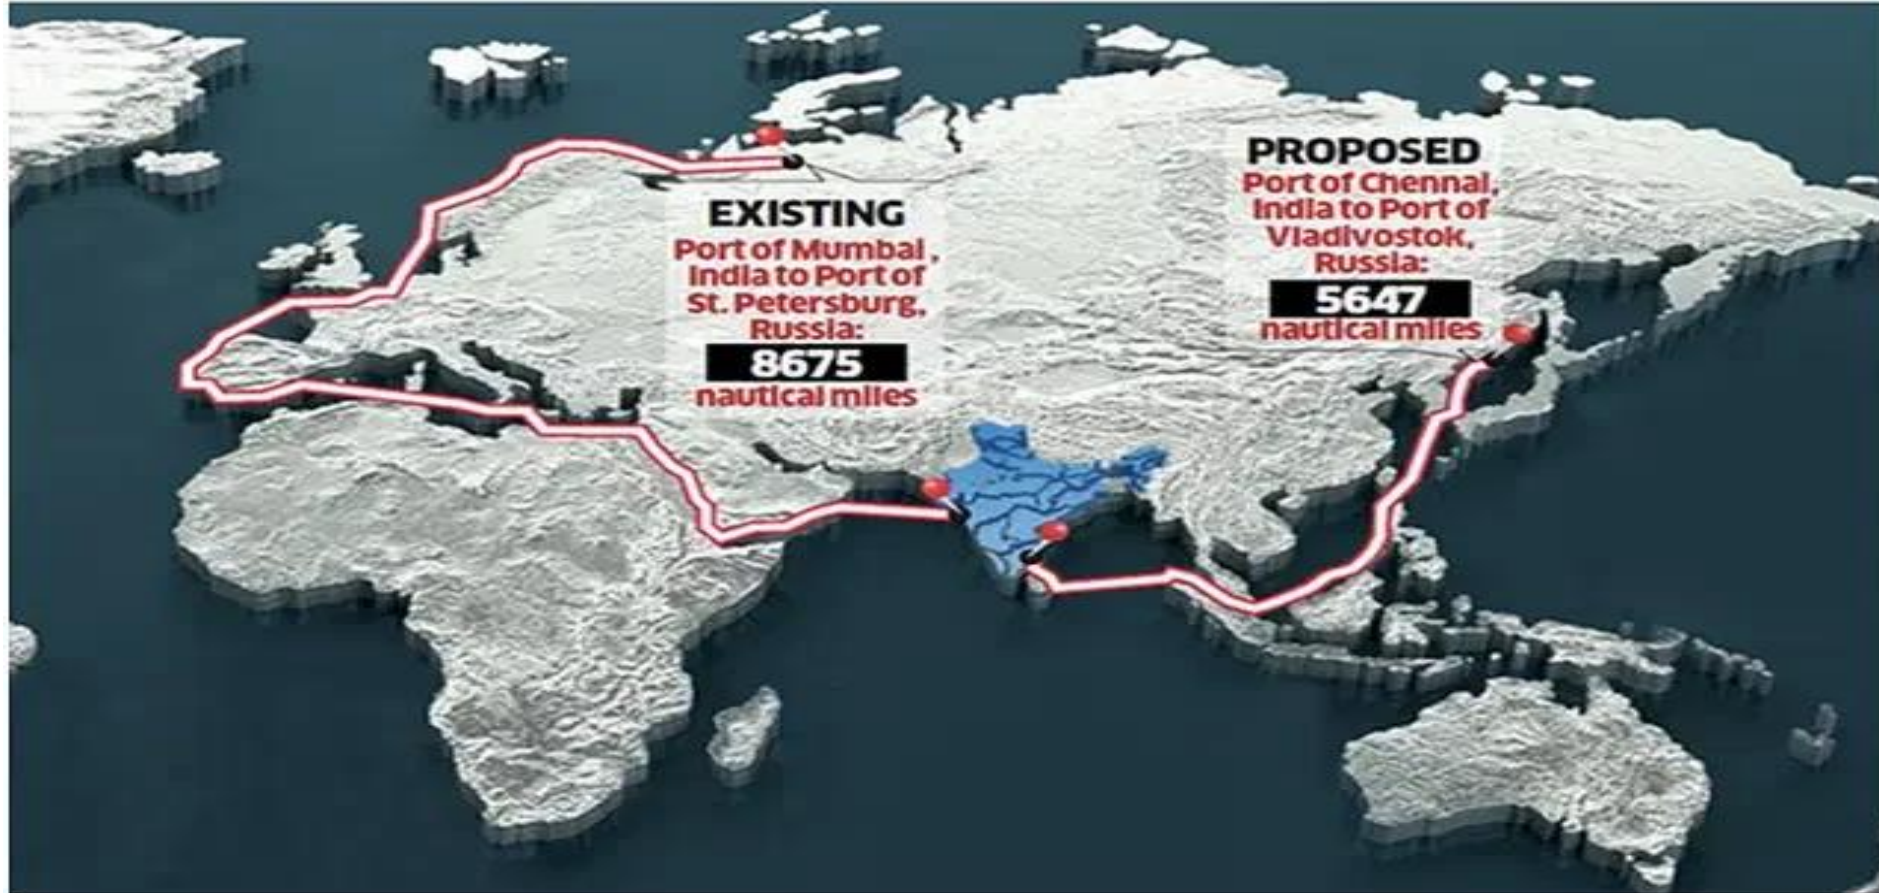 EXISTING
Port of Mumbai,
India to Port of
St. Petersburg,
Russia:
8675
nautical miles
PROPOSED
Port of Chennai,
India to Port of
Vladivostok,
Russia:
5647
nautical miles